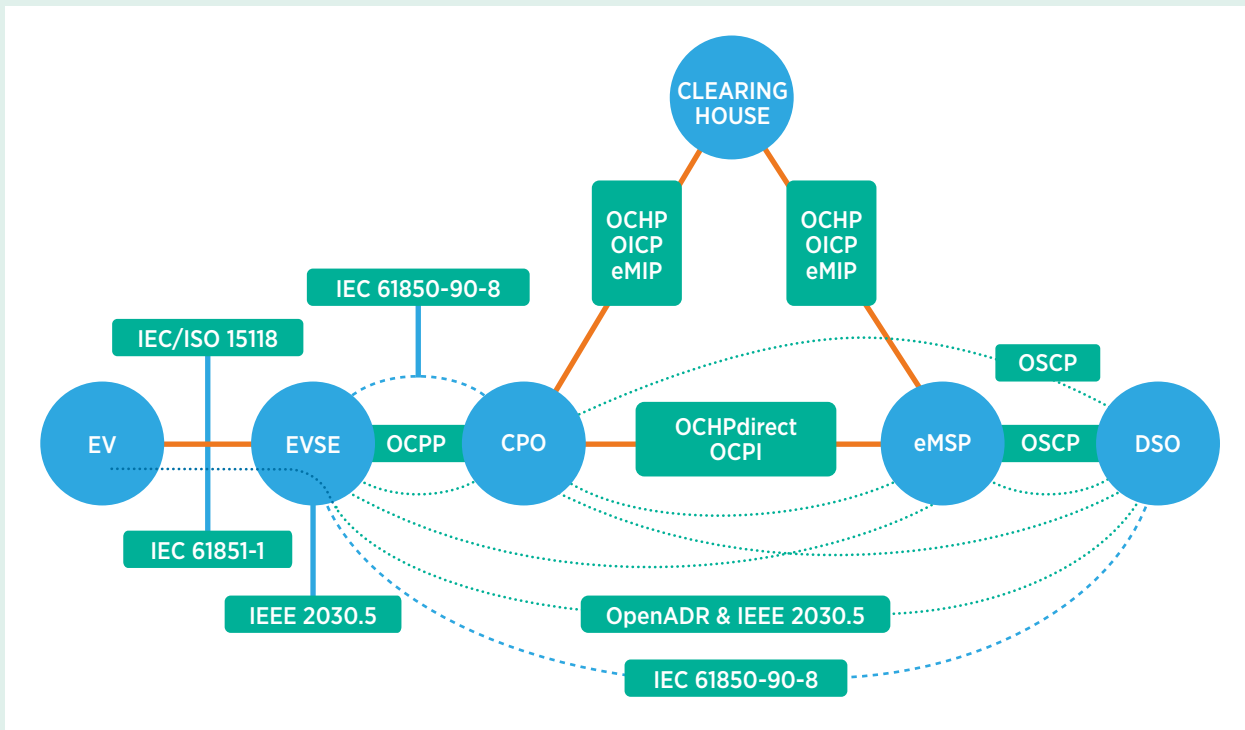 CLEARING
HOUSE
OCHP
OICP
eMIP
OCHP
OICP
eMIP
IEC 61850-90-8
IEC/ISO 15118
OSCP
EV
EVSE
OCPP
CPO
OCHPdirect
OCPI
eMSP
OSCP
DSO
IEC 61851-1
IEEE 2030.5
OpenADR & IEEE 2030.5
IEC 61850-90-8